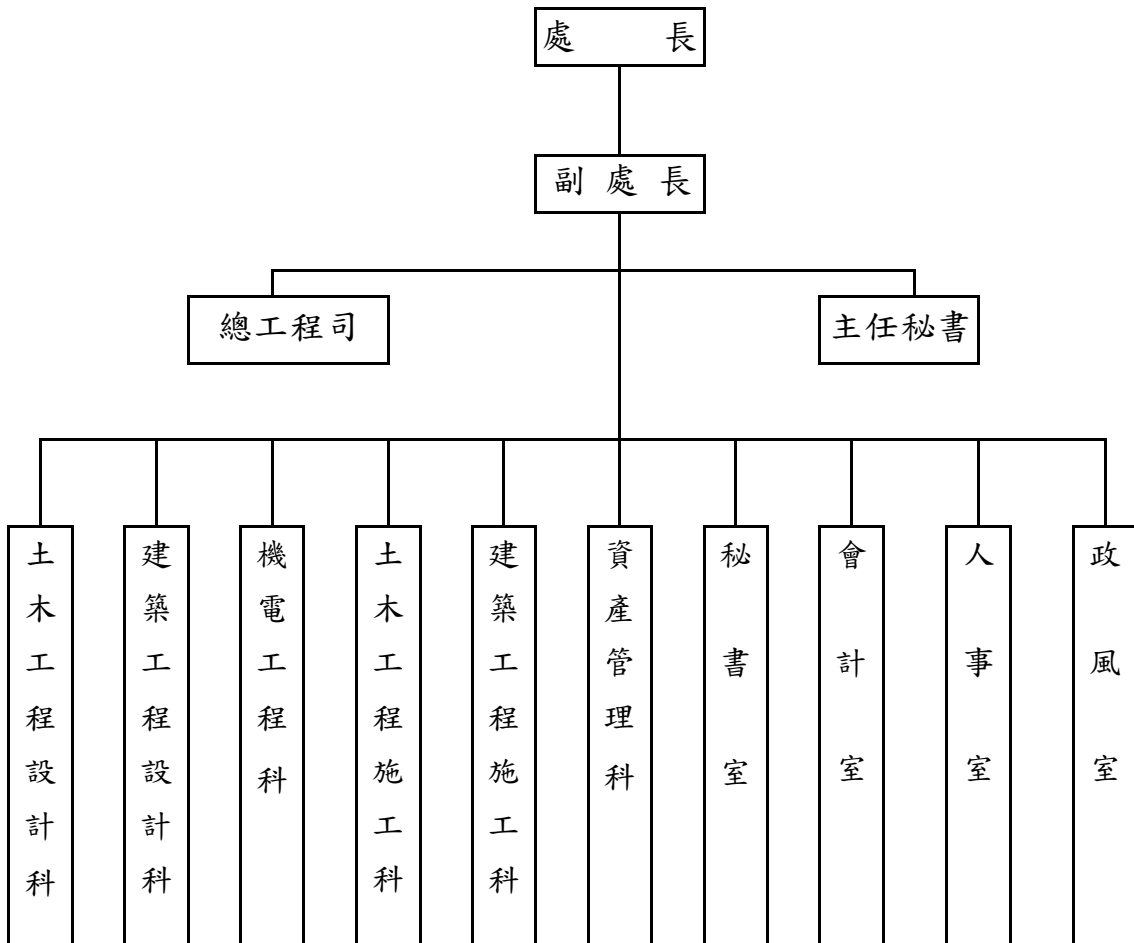 處長
副處長
總工程司
主任秘書
土木工程設計科
建築工程設計科
機電工程科
土木工程施工科
建築工程施工科
資產管理科
秘書室
會計室
人事室
政風室